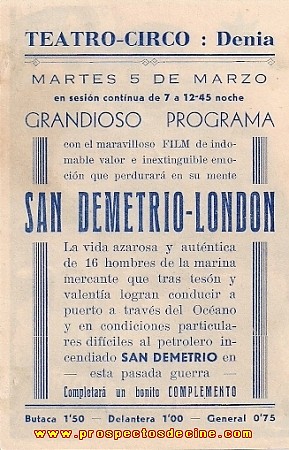 TEATRO-CIRCO : Denia
MARTES 5 DE MARZO
en sesión contínua de 7 a 12-45 noche
GRANDIOSO PROGRAMA
con el maravilloso FILM de indo-
mable valor e inextinguible emo-
ción que perdurará en su mente
SAN DEMETRIO-LONDON
La vida azarosa y auténtica
de 16 hombres de la marina
mercante que tras tesón y
valentía logran conducir a
puerto a través del Océano
y en condiciones particula-
res difíciles al petrolero in-
cendiado SAN DEMETRIO en
esta pasada guerra
Completará un bonito COMPLEMENTO
Butaca 1'50 Delantera 1'00 General 0'75
www.prospectosdecine.com